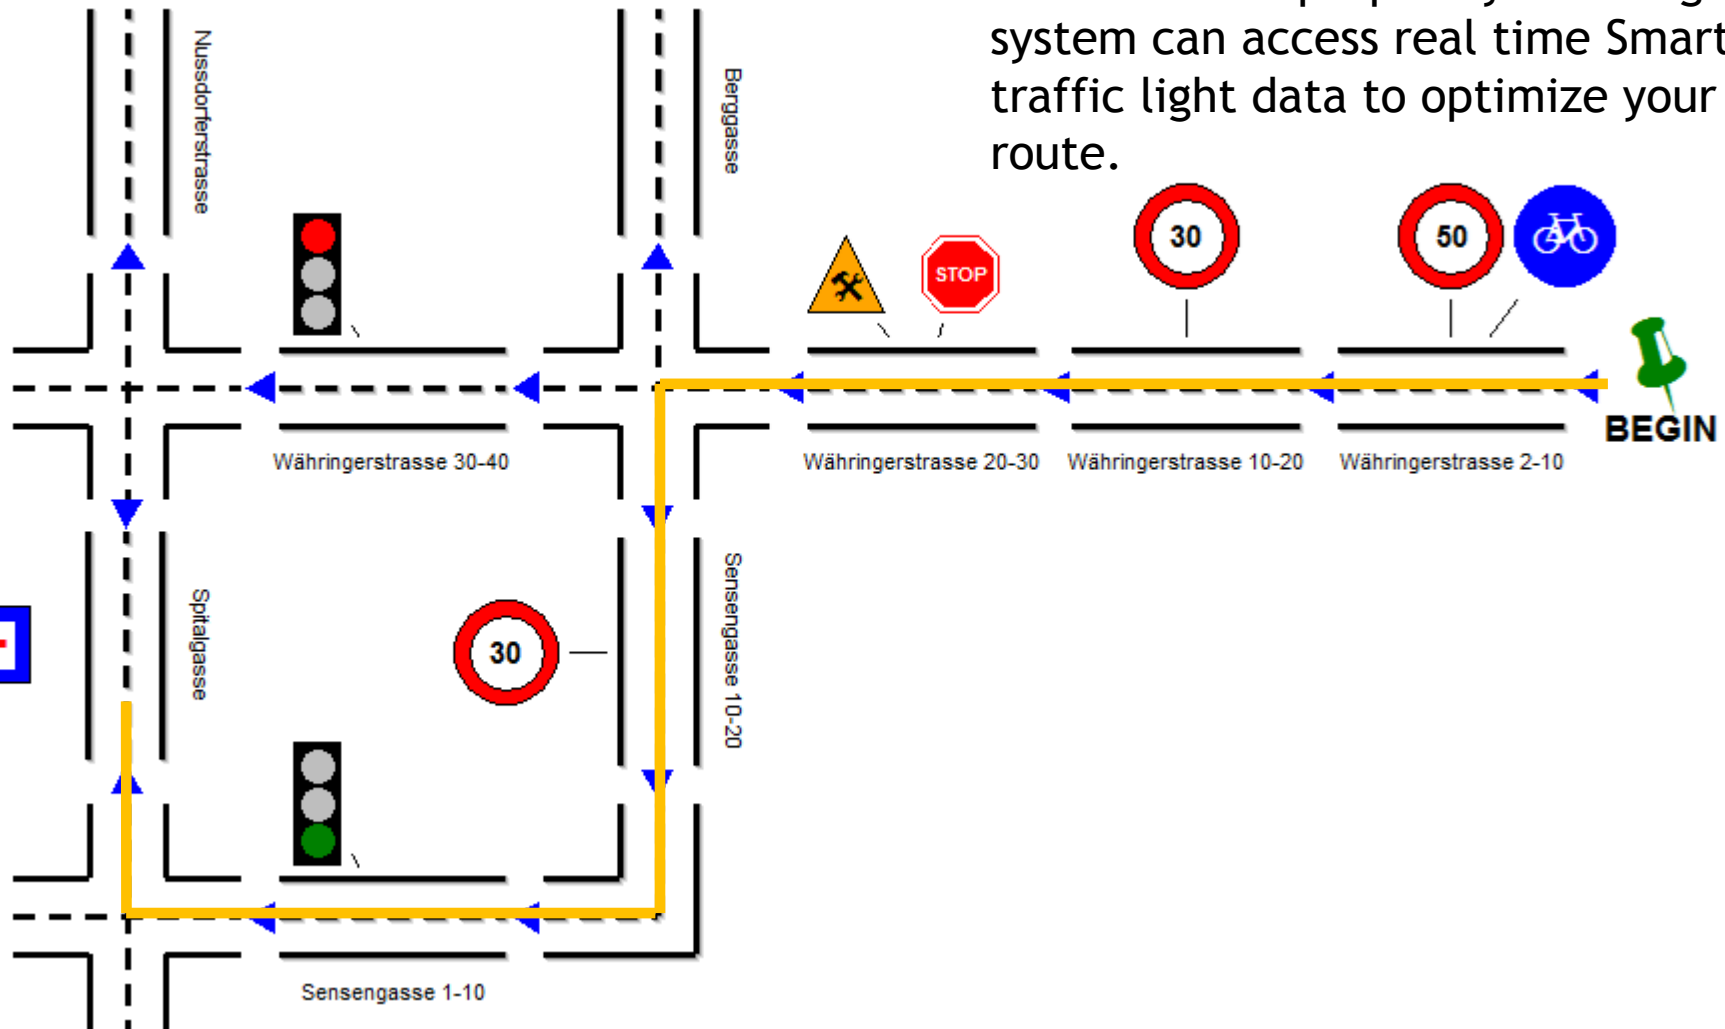 system can access real time Smart
traffic light data to optimize your
route.
Nussdorferstrasse
Berggasse
STOP
30
50
BEGIN
Währingerstrasse 30-40
Währingerstrasse 20-30
Währingerstrasse 10-20
Währingerstrasse 2-10
Spitalgasse
30
Sensengasse 10-20
Sensengasse 1-10